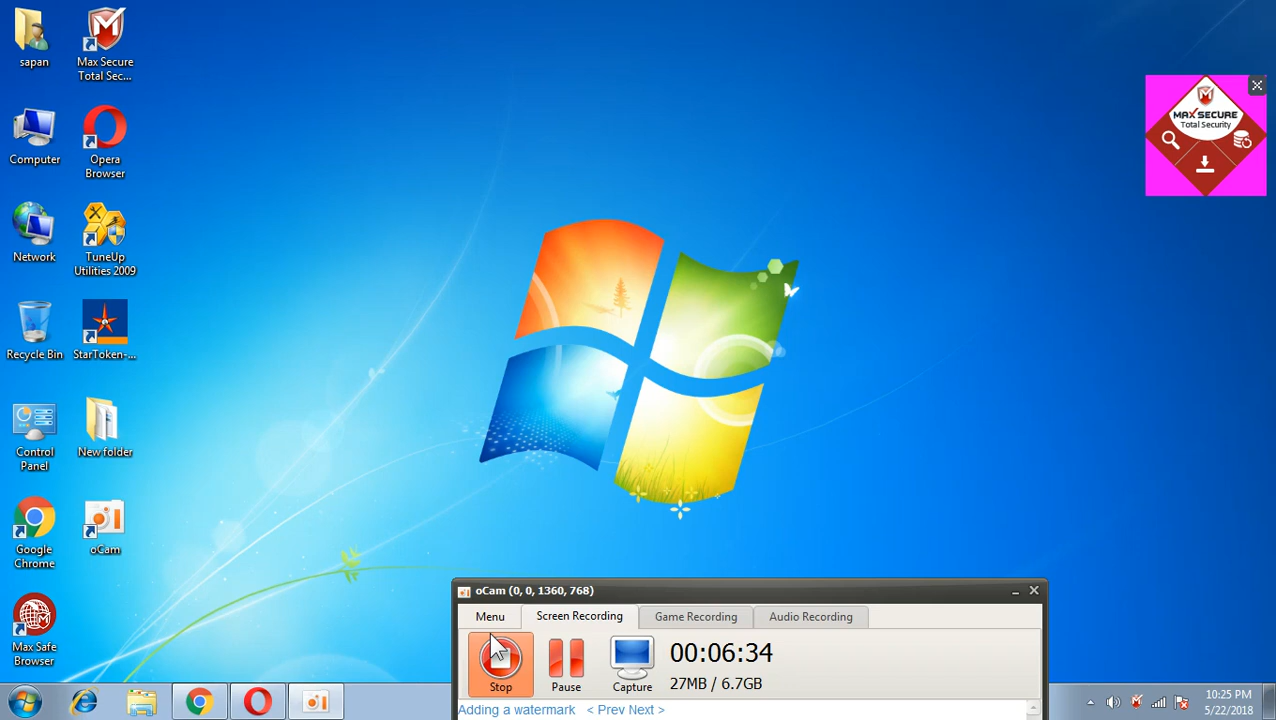 sapan
Max Secure
Total Sec...
Computer
Opera
Browser
Network
TuneUp
Utilities 2009
Recycle Bin
StarToken-...
Control
Panel
New folder
Google
Chrome
oCam
Max Safe
Browser
MAX SECURE
Total Security
oCam (0, 0, 1360, 768)
Menu
Screen Recording
Game Recording
Audio Recording
Stop
Pause
Capture
00:06:34
27MB / 6.7GB
Adding a watermark < Prev Next >
10:25 PM
5/22/2018